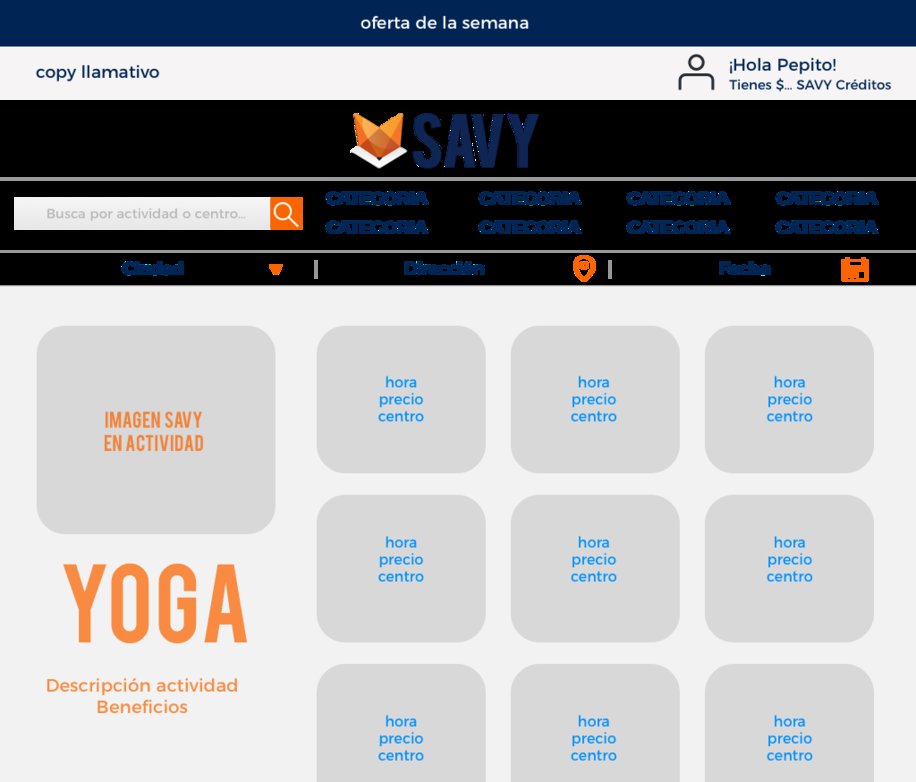 oferta de la semana
copy llamativo
¡Hola Pepito!
Tienes $... SAVY Créditos
SAVY
Busca por actividad o centro...
CATEGORIA CATEGORIA CATEGORIA CATEGORIA
CATEGORIA CATEGORIA CATEGORIA CATEGORIA
Ciudad Dirección Fecha
IMAGEN SAVY
EN ACTIVIDAD
YOGA
Descripción actividad
Beneficios
hora
precio
centro
hora
precio
centro
hora
precio
centro
hora
precio
centro
hora
precio
centro
hora
precio
centro
hora
precio
centro
hora
precio
centro
hora
precio
centro